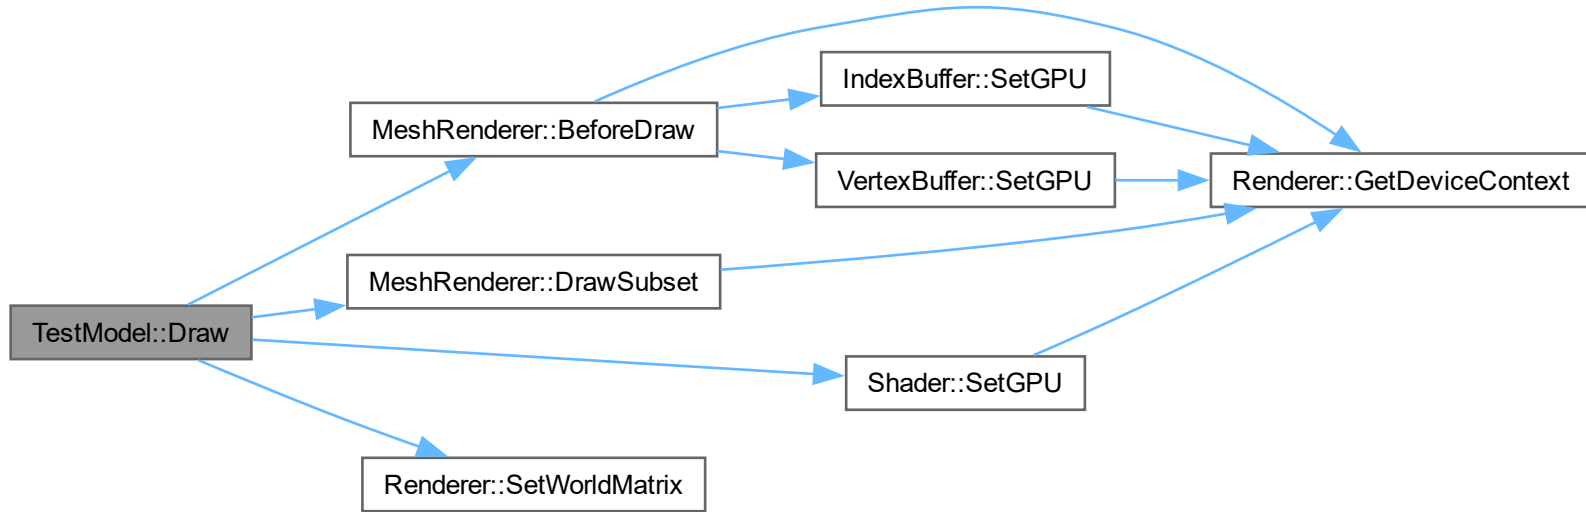 IndexBuffer::SetGPU
MeshRenderer::BeforeDraw
VertexBuffer::SetGPU
Renderer::GetDeviceContext
MeshRenderer::DrawSubset
TestModel::Draw
Shader::SetGPU
Renderer::SetWorldMatrix